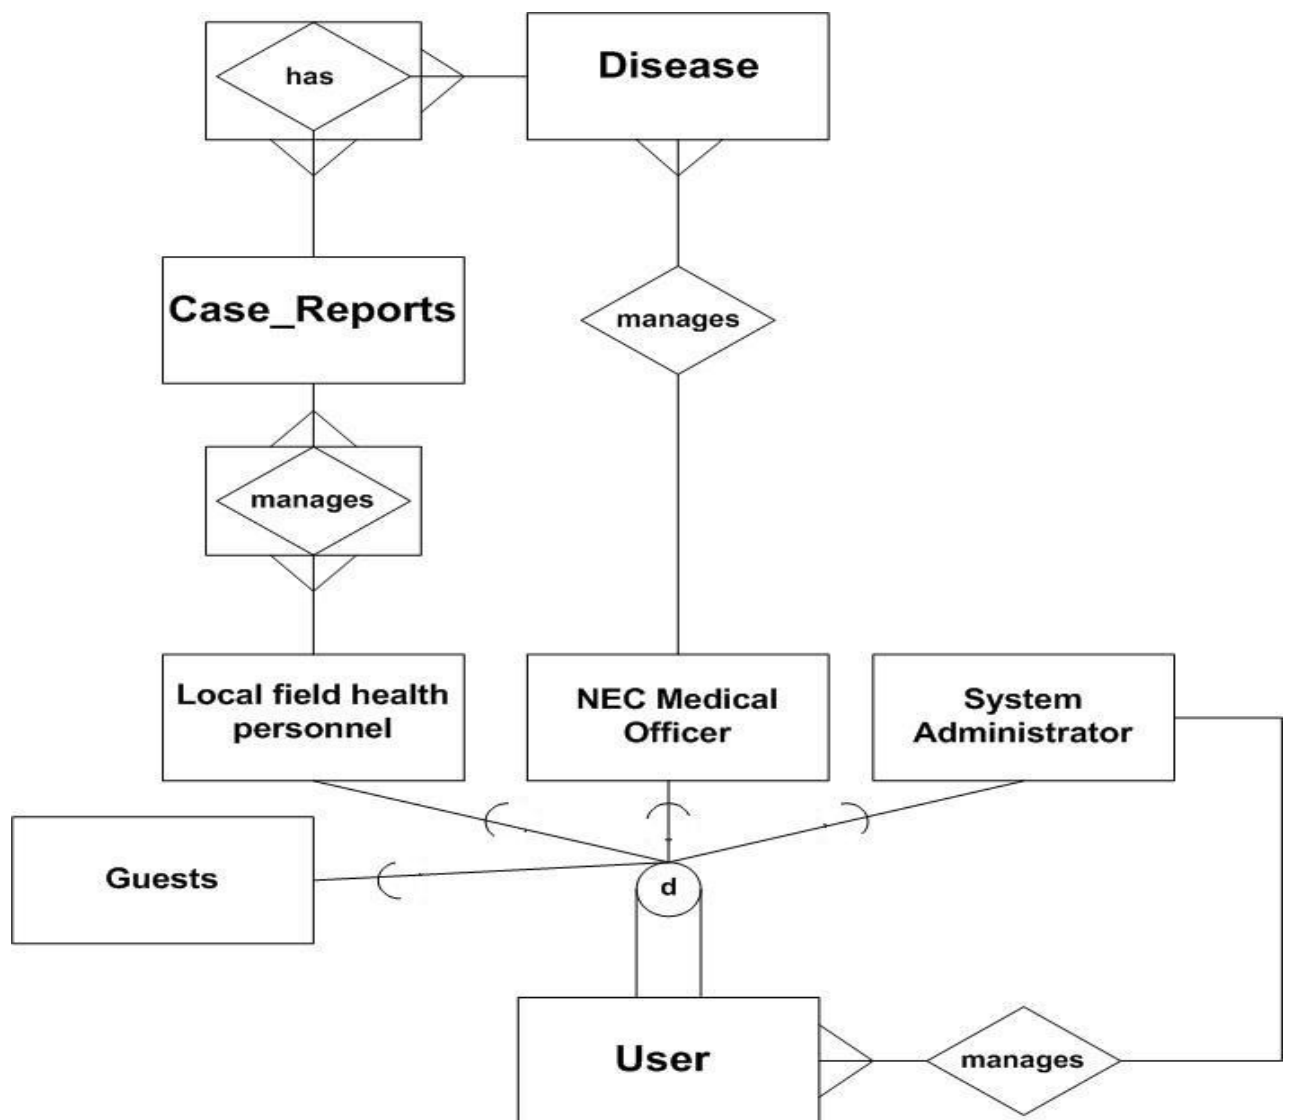 has
Disease
Case_Reports
manages
manages
Local field health
personnel
NEC Medical
Officer
System
Administrator
Guests
d
User
manages